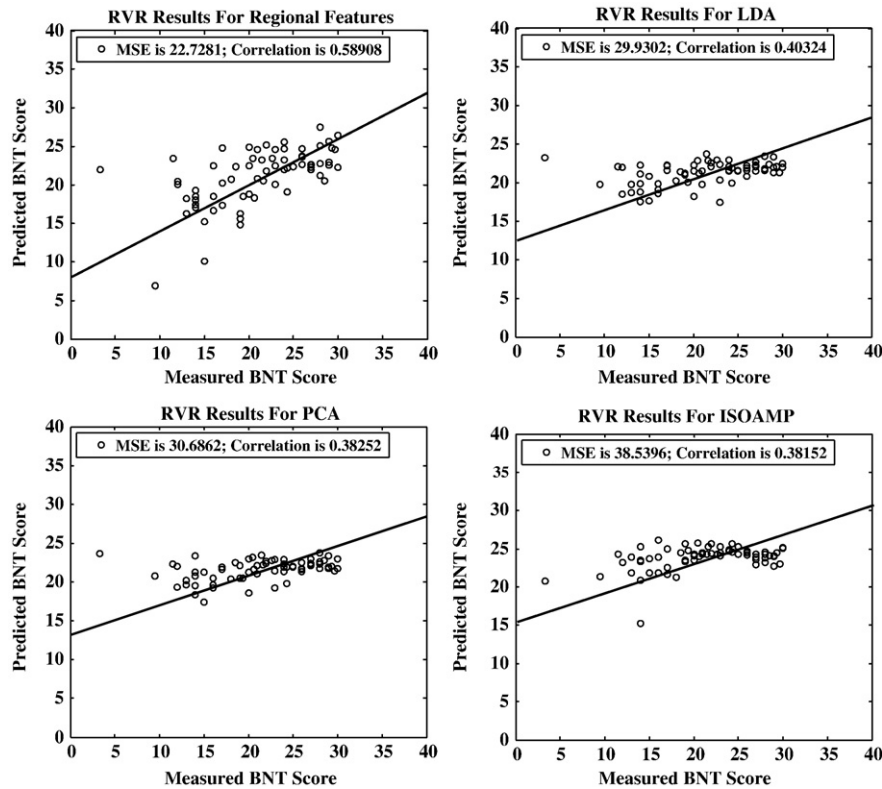 RVR Results For Regional Features
MSE is 22.7281; Correlation is 0.58908
40
35
30
25
20
15
10
5
0
Predicted BNT Score
0 5 10 15 20 25 30 35 40
Measured BNT Score
RVR Results For LDA
MSE is 29.9302; Correlation is 0.40324
40
35
30
25
20
15
10
5
0
Predicted BNT Score
0 5 10 15 20 25 30 35 40
Measured BNT Score
RVR Results For PCA
MSE is 30.6862; Correlation is 0.38252
40
35
30
25
20
15
10
5
0
Predicted BNT Score
0 5 10 15 20 25 30 35 40
Measured BNT Score
RVR Results For ISOAMP
MSE is 38.5396; Correlation is 0.38152
40
35
30
25
20
15
10
5
0
Predicted BNT Score
0 5 10 15 20 25 30 35 40
Measured BNT Score